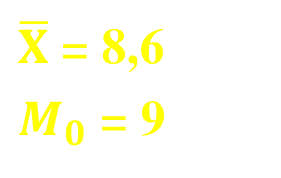 X̅ = 8,6
M₀ = 9